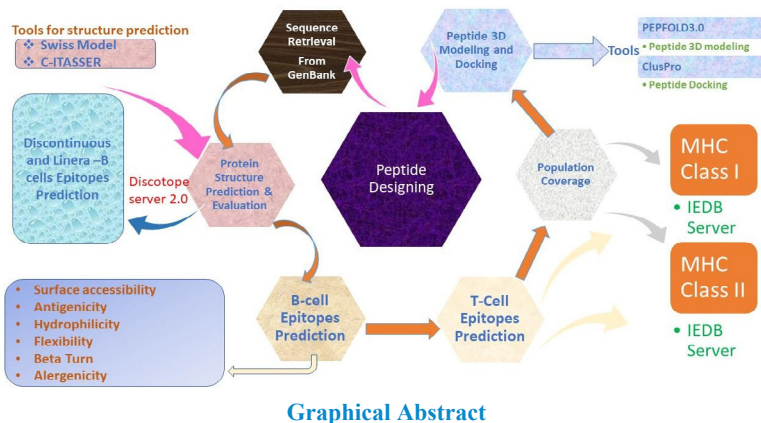 Tools for structure prediction
❖ Swiss Model
❖ C-ITASSER
Sequence
Retrieval
From
GenBank
Peptide 3D
Modeling and
Docking
Tools
PEPFOLD3.0
• Peptide 3D modeling
ClusPro
• Peptide Docking
Discontinuous
and Linera –B
cells Epitopes
Prediction
Discotope
server 2.0
Protein
Structure
Prediction &
Evaluation
Peptide
Designing
Population
Coverage
MHC
Class I
• IEDB
Server
MHC
Class II
• IEDB
Server
• Surface accessibility
• Antigenicity
• Hydrophilicity
• Flexibility
• Beta Turn
• Alergenicity
B-cell
Epitopes
Prediction
T-Cell
Epitopes
Prediction
Graphical Abstract